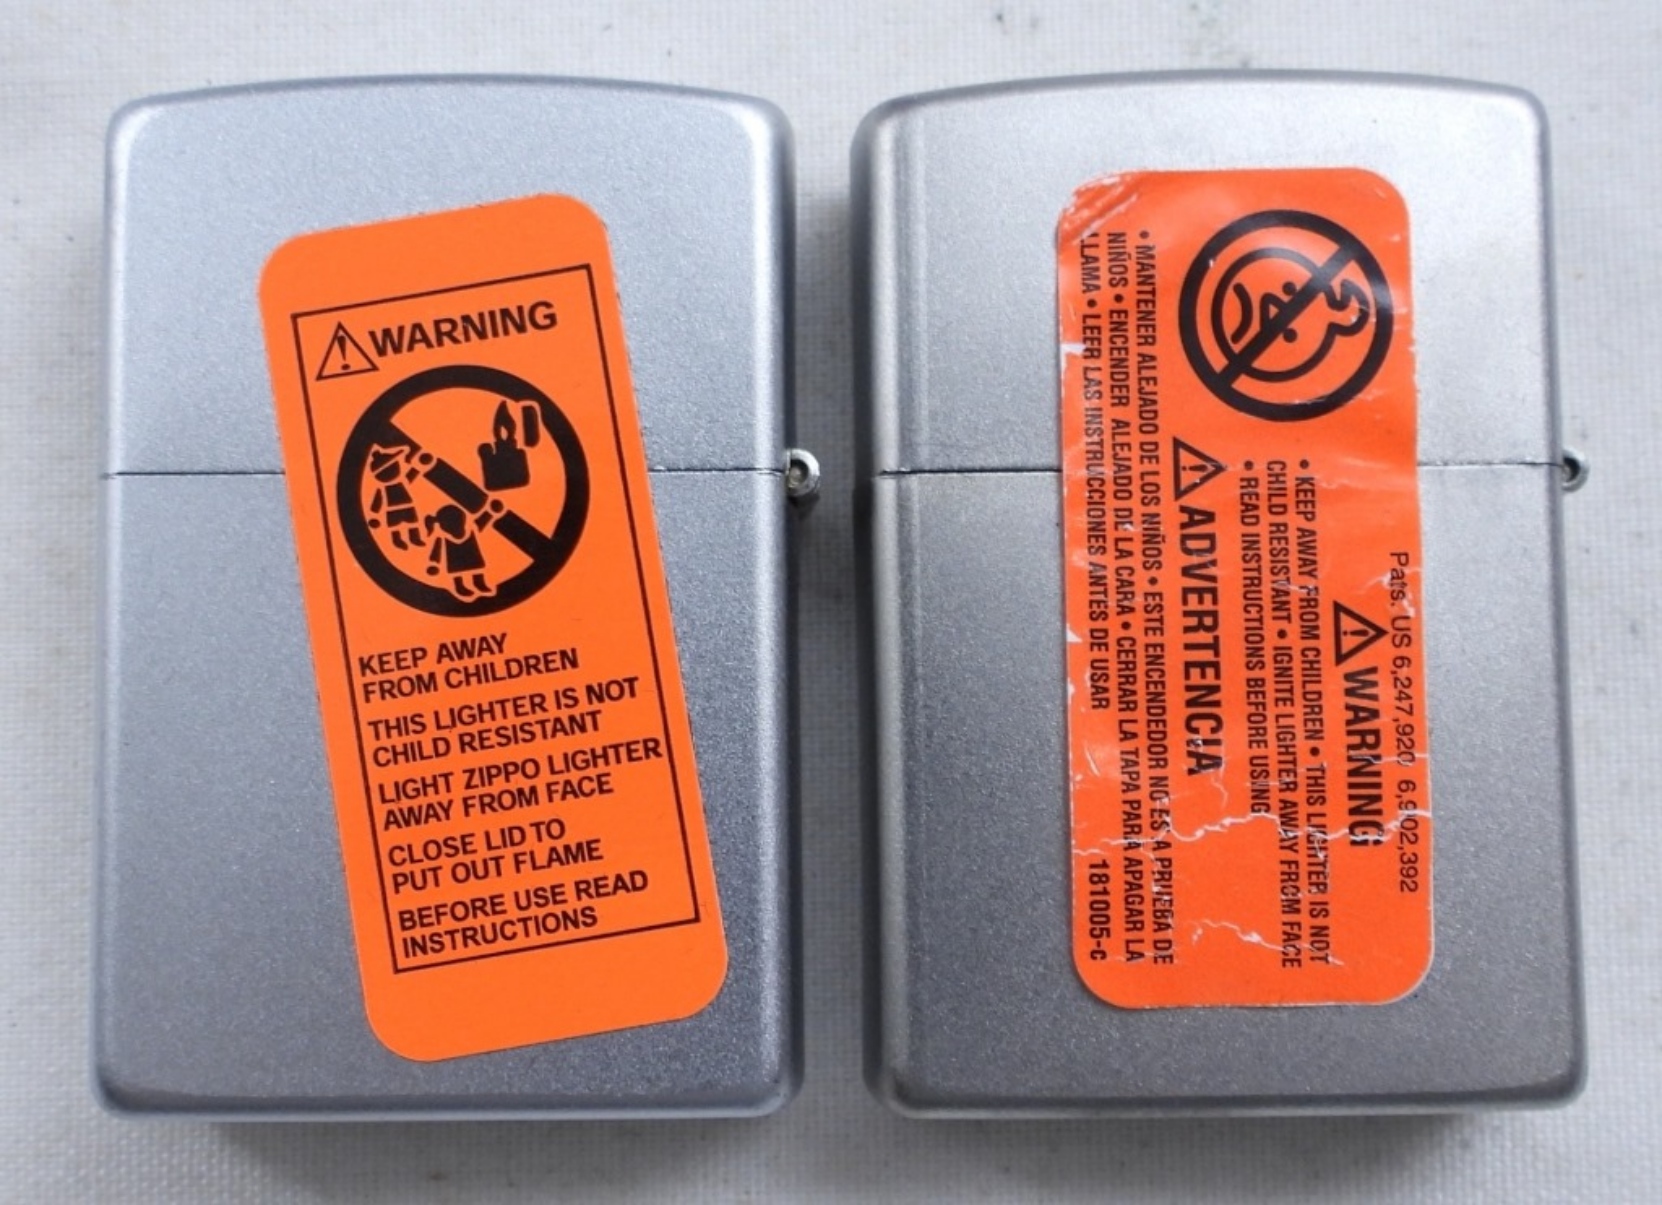 WARNING
KEEP AWAY
FROM CHILDREN
THIS LIGHTER IS NOT
CHILD RESISTANT
LIGHT ZIPPO LIGHTER
AWAY FROM FACE
CLOSE LID TO
PUT OUT FLAME
BEFORE USE READ
INSTRUCTIONS
Pats. US 6,247,920 6,902,392
WARNING
• KEEP AWAY FROM CHILDREN • THIS LIGHTER IS NOT
CHILD RESISTANT • IGNITE LIGHTER AWAY FROM FACE
• READ INSTRUCTIONS BEFORE USING
ADVERTENCIA
• MANTENER ALEJADO DE LOS NIÑOS • ESTE ENCENDEDOR NO ES A PRUEBA DE
NIÑOS • ENCENDER ALEJADO DE LA CARA • CERRAR LA TAPA PARA APAGAR LA
LLAMA • LEER LAS INSTRUCCIONES ANTES DE USAR 181005-c